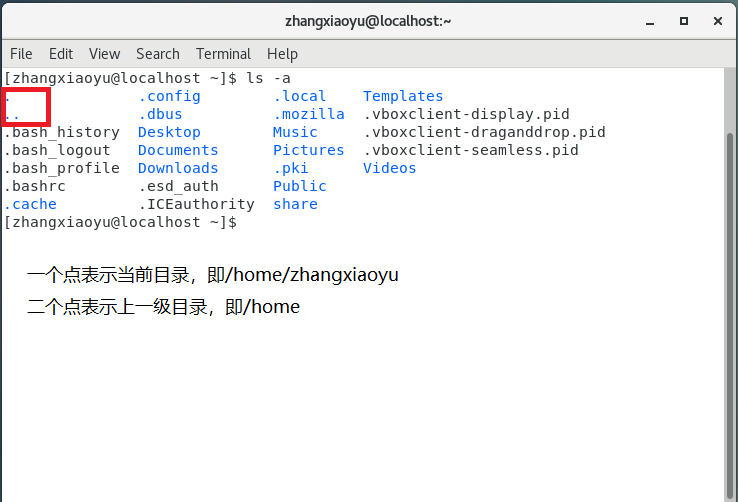 zhangxiaoyu@localhost:~
File Edit View Search Terminal Help
[zhangxiaoyu@localhost ~]$ ls -a
. .config .local Templates
.. .dbus .mozilla .vboxclient-display.pid
.bash_history Desktop Music .vboxclient-draganddrop.pid
.bash_logout Documents Pictures .vboxclient-seamless.pid
.bash_profile Downloads .pki Videos
.bashrc .esd_auth Public
.cache .ICEauthority share
[zhangxiaoyu@localhost ~]$
一个点表示当前目录，即/home/zhangxiaoyu
二个点表示上一级目录，即/home